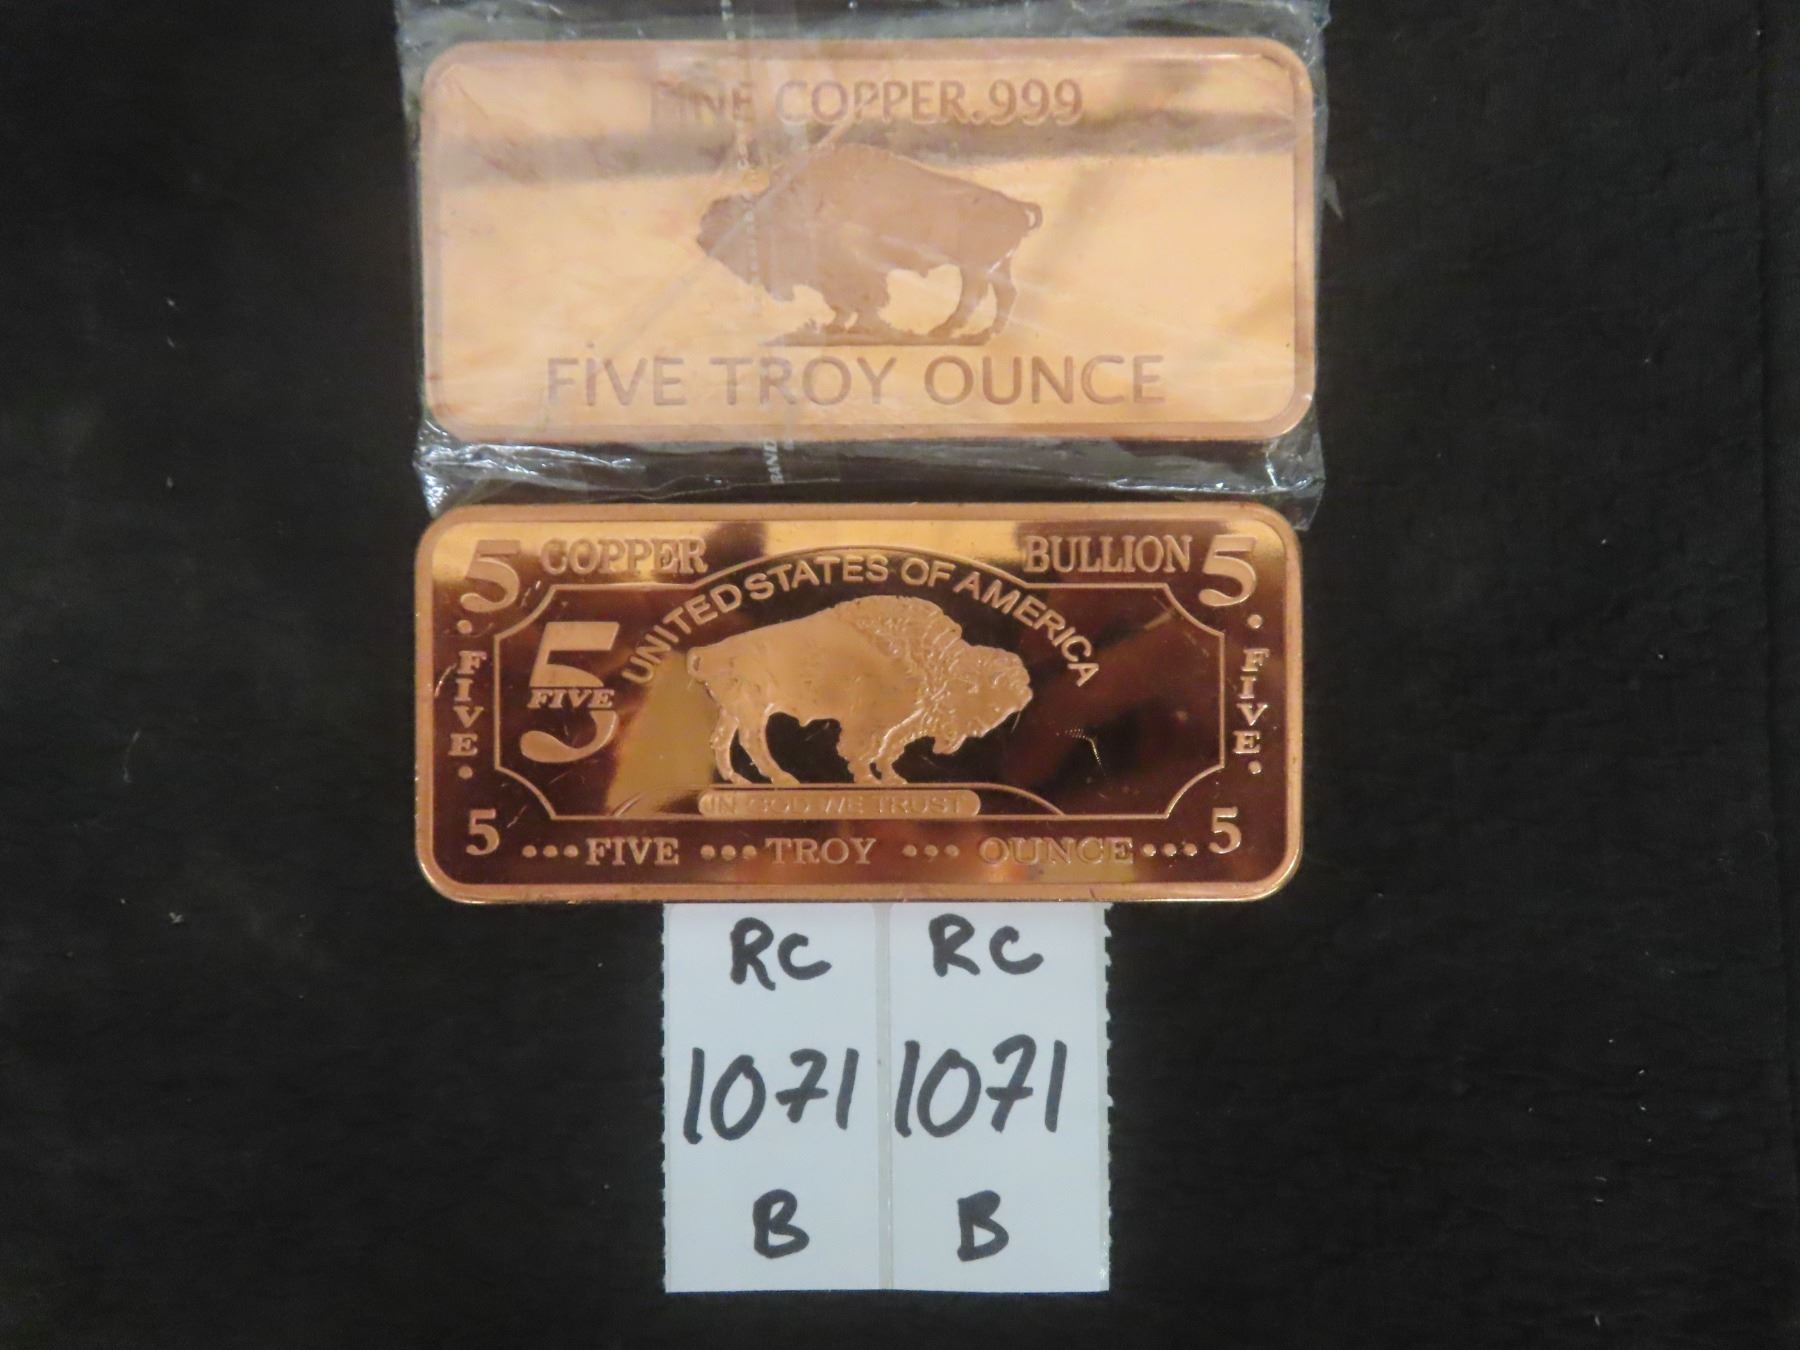 FINE COPPER.999
FIVE TROY OUNCE
5 COPPER BULLION 5
UNITED STATES OF AMERICA
5
FIVE
• FIVE •
• FIVE •
IN GOD WE TRUST
5 •••FIVE •••TROY ••• OUNCE••• 5
RC RC
1071 1071
B B